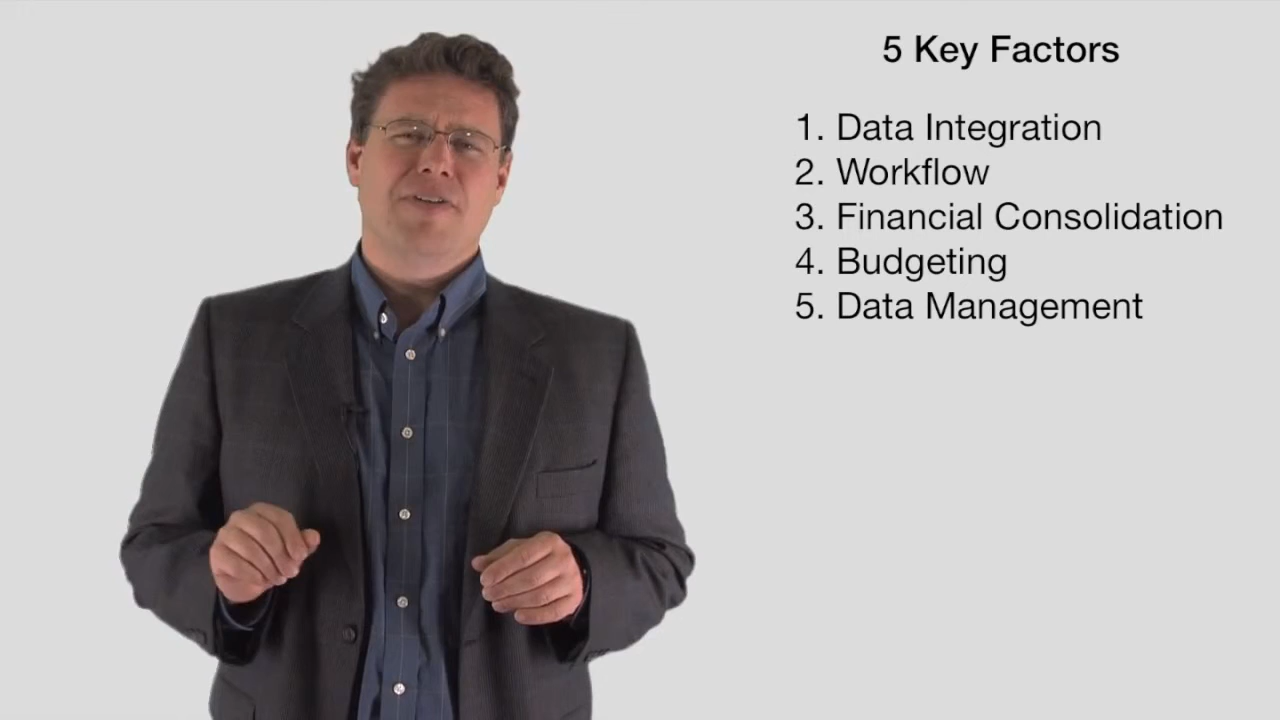 5 Key Factors
1. Data Integration
2. Workflow
3. Financial Consolidation
4. Budgeting
5. Data Management